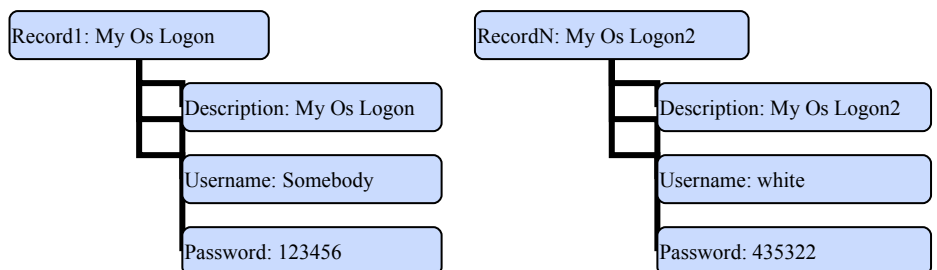 Record1: My Os Logon
Description: My Os Logon
Username: Somebody
Password: 123456
RecordN: My Os Logon2
Description: My Os Logon2
Username: white
Password: 435322